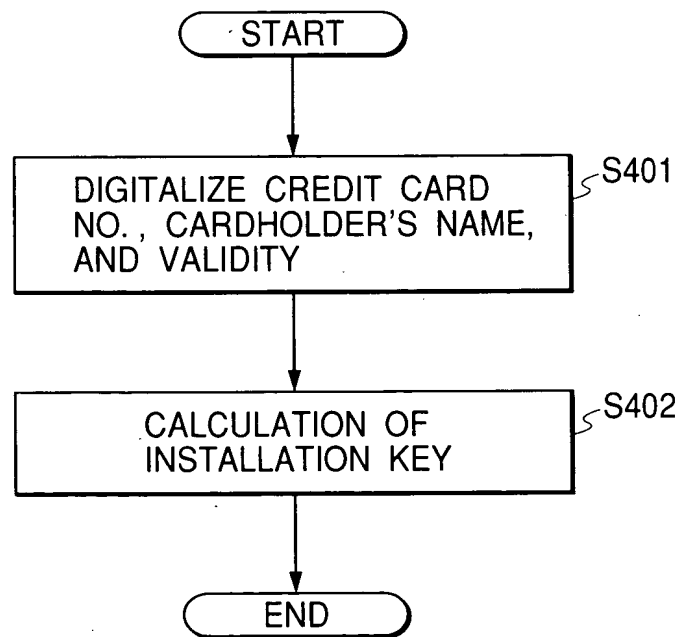 START
DIGITALIZE CREDIT CARD
NO., CARDHOLDER'S NAME,
AND VALIDITY
S401
CALCULATION OF
INSTALLATION KEY
S402
END